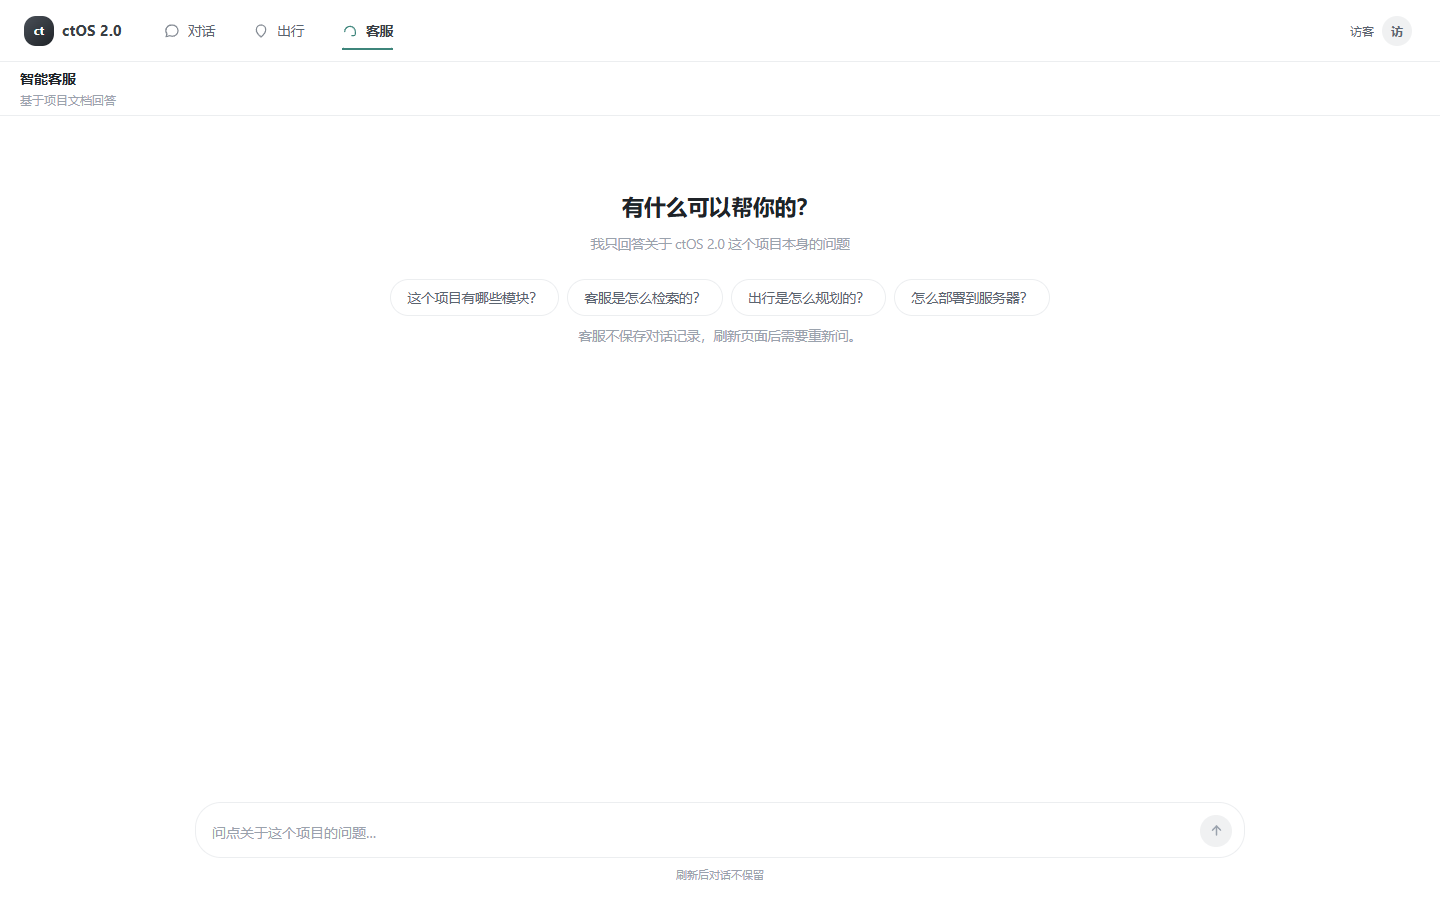 ct ctOS 2.0 对话 出行 客服 访客 访
智能客服
基于项目文档回答
有什么可以帮你的？
我只回答关于 ctOS 2.0 这个项目本身的问题
这个项目有哪些模块？ 客服是怎么检索的？ 出行是怎么规划的？ 怎么部署到服务器？
客服不保存对话记录，刷新页面后需要重新问。
问点关于这个项目的问题...
刷新后对话不保留